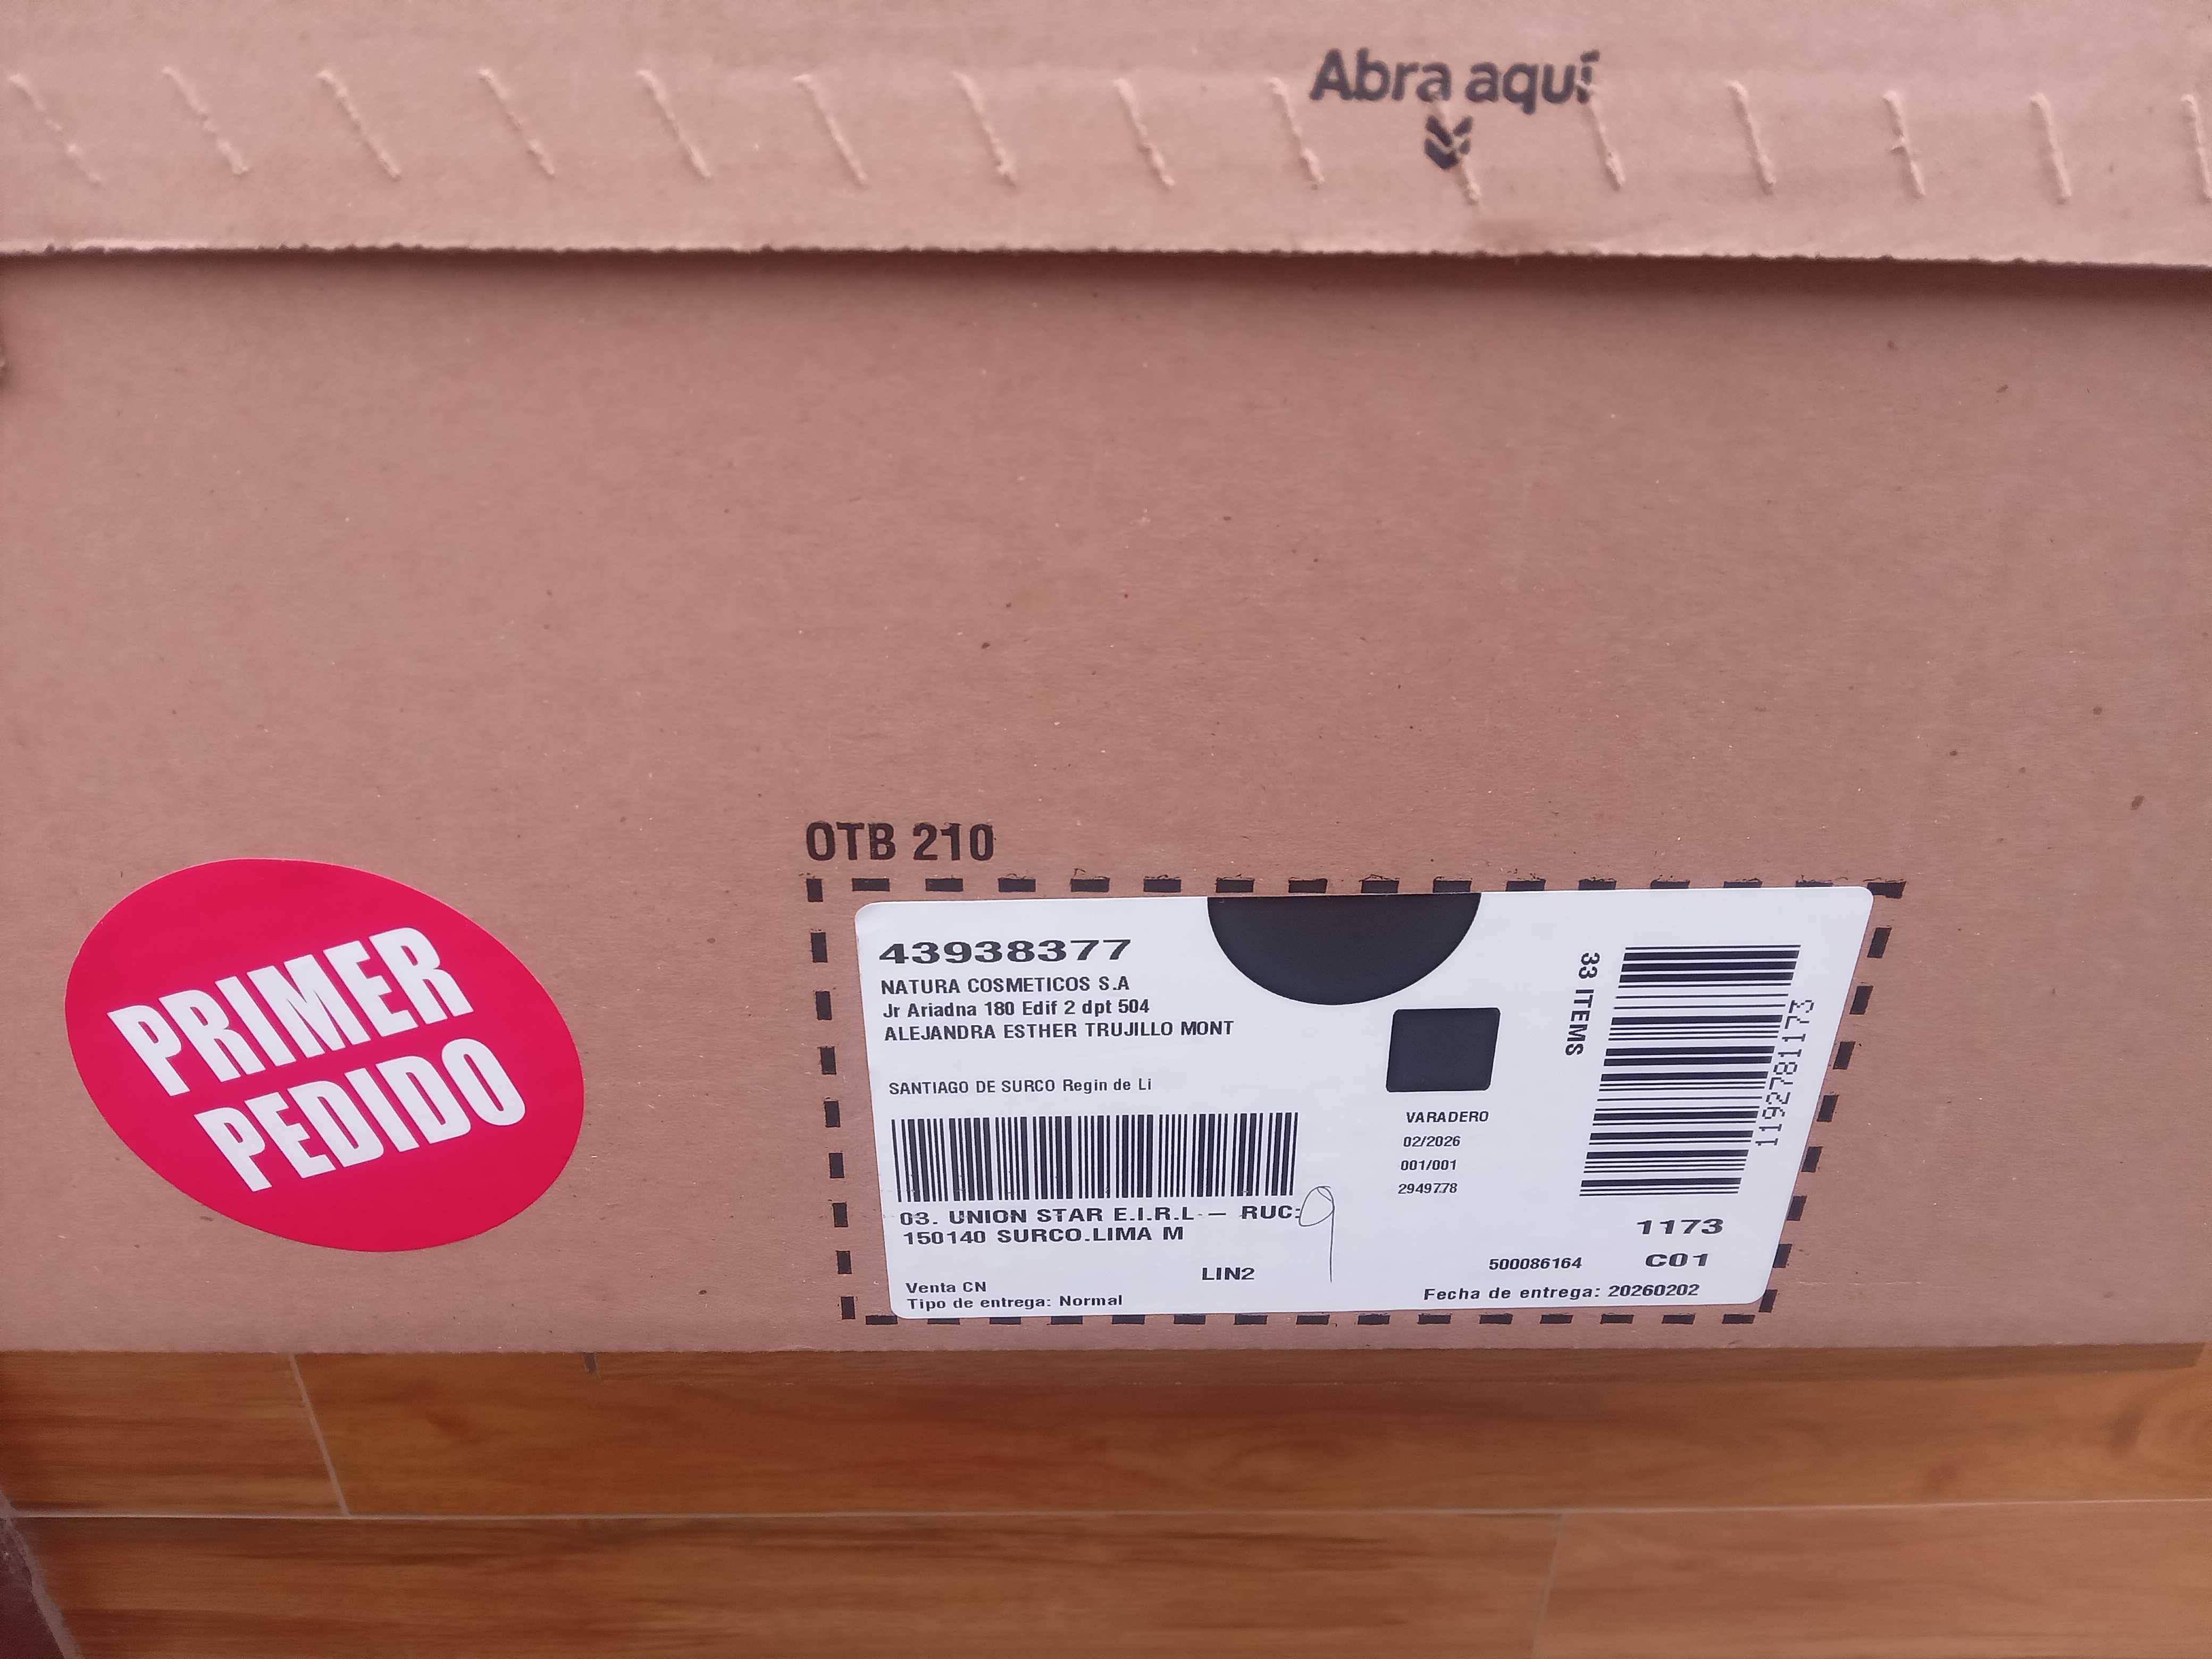 Abra aquí
OTB 210
PRIMER
PEDIDO
43938377
NATURA COSMETICOS S.A
Jr Ariadna 180 Edif 2 dpt 504
ALEJANDRA ESTHER TRUJILLO MONT
SANTIAGO DE SURCO Regin de Li
03. UNION STAR E.I.R.L — RUC:
150140 SURCO.LIMA M
LIN2
Venta CN
Tipo de entrega: Normal
VARADERO
02/2026
001/001
2949778
33 ITEMS
1192781173
1173
500086164 C01
Fecha de entrega: 20260202